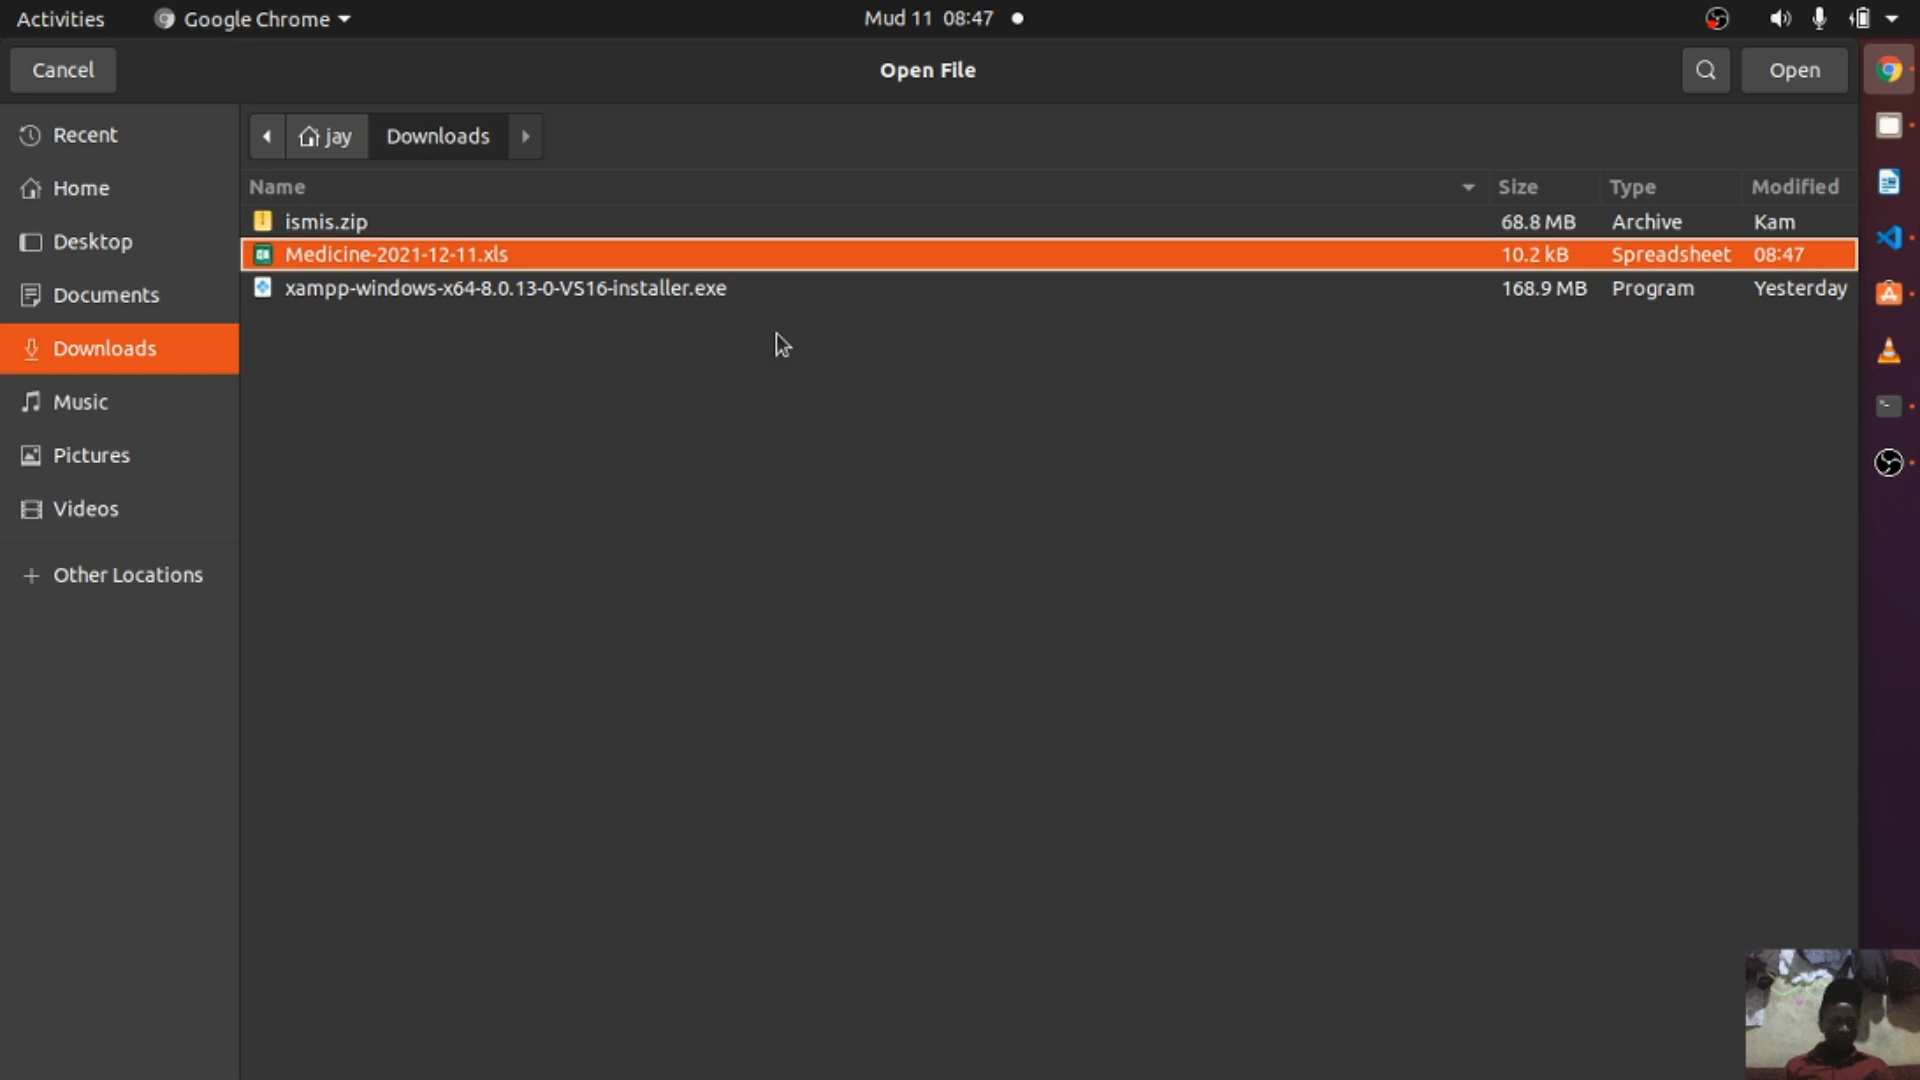 Activities Google Chrome Mud 11 08:47
Cancel Open File Open
Recent
Home
Desktop
Documents
Downloads
Music
Pictures
Videos
Other Locations
jay Downloads
Name Size Type Modified
ismis.zip 68.8 MB Archive Kam
Medicine-2021-12-11.xls 10.2 kB Spreadsheet 08:47
xampp-windows-x64-8.0.13-0-VS16-installer.exe 168.9 MB Program Yesterday